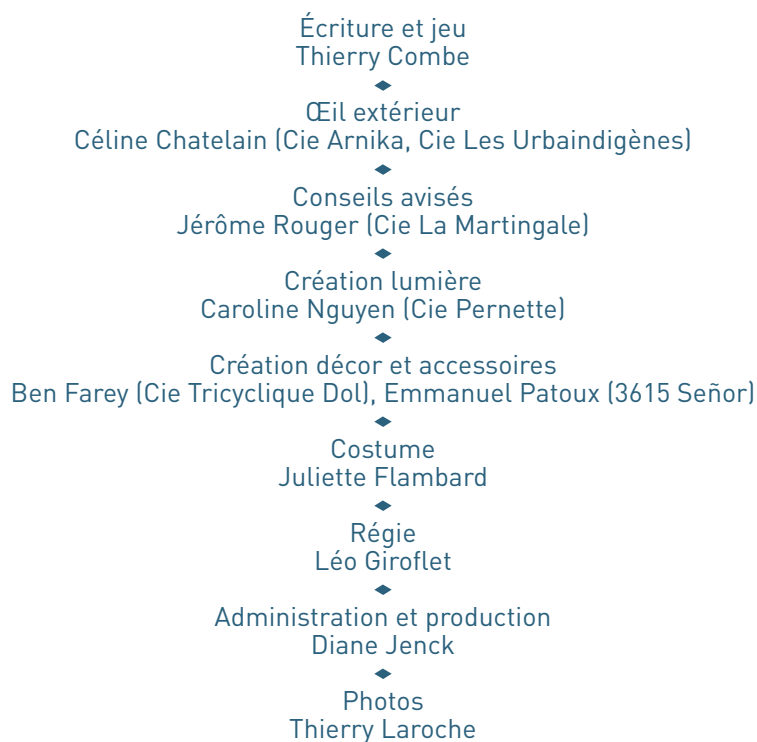 Écriture et jeu
Thierry Combe
Œil extérieur
Céline Chatelain (Cie Arnika, Cie Les Urbaindigènes)
Conseils avisés
Jérôme Rouger (Cie La Martingale)
Création lumière
Caroline Nguyen (Cie Pernette)
Création décor et accessoires
Ben Farey (Cie Tricyclique Dol), Emmanuel Patoux (3615 Señor)
Costume
Juliette Flambard
Régie
Léo Giroflet
Administration et production
Diane Jenck
Photos
Thierry Laroche